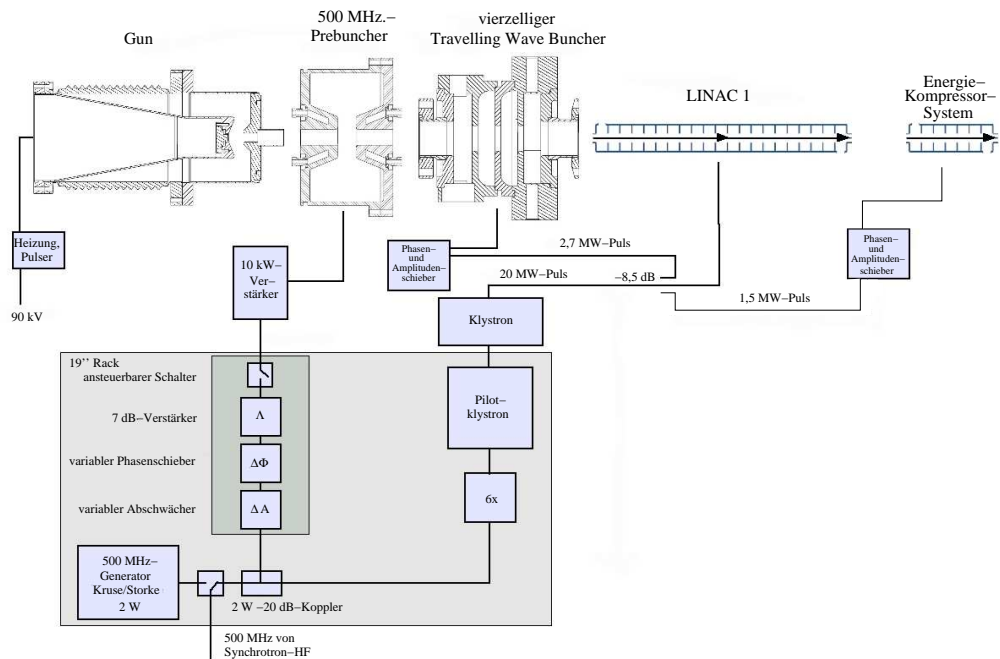 Gun
500 MHz.–
Prebuncher
vierzelliger
Travelling Wave Buncher
LINAC 1
Energie–
Kompressor–
System
Heizung,
Pulser
90 kV
10 kW–
Ver–
stärker
Phasen–
und
Amplituden–
schieber
2,7 MW–Puls
20 MW–Puls
–8,5 dB
1,5 MW–Puls
Phasen–
und
Amplituden–
schieber
Klystron
19’’ Rack
ansteuerbarer Schalter
7 dB–Verstärker
Λ
variabler Phasenschieber
ΔΦ
variabler Abschwächer
Δ A
Pilot–
klystron
6x
500 MHz–
Generator
Kruse/Storke
2 W
2 W –20 dB–Koppler
500 MHz von
Synchrotron–HF